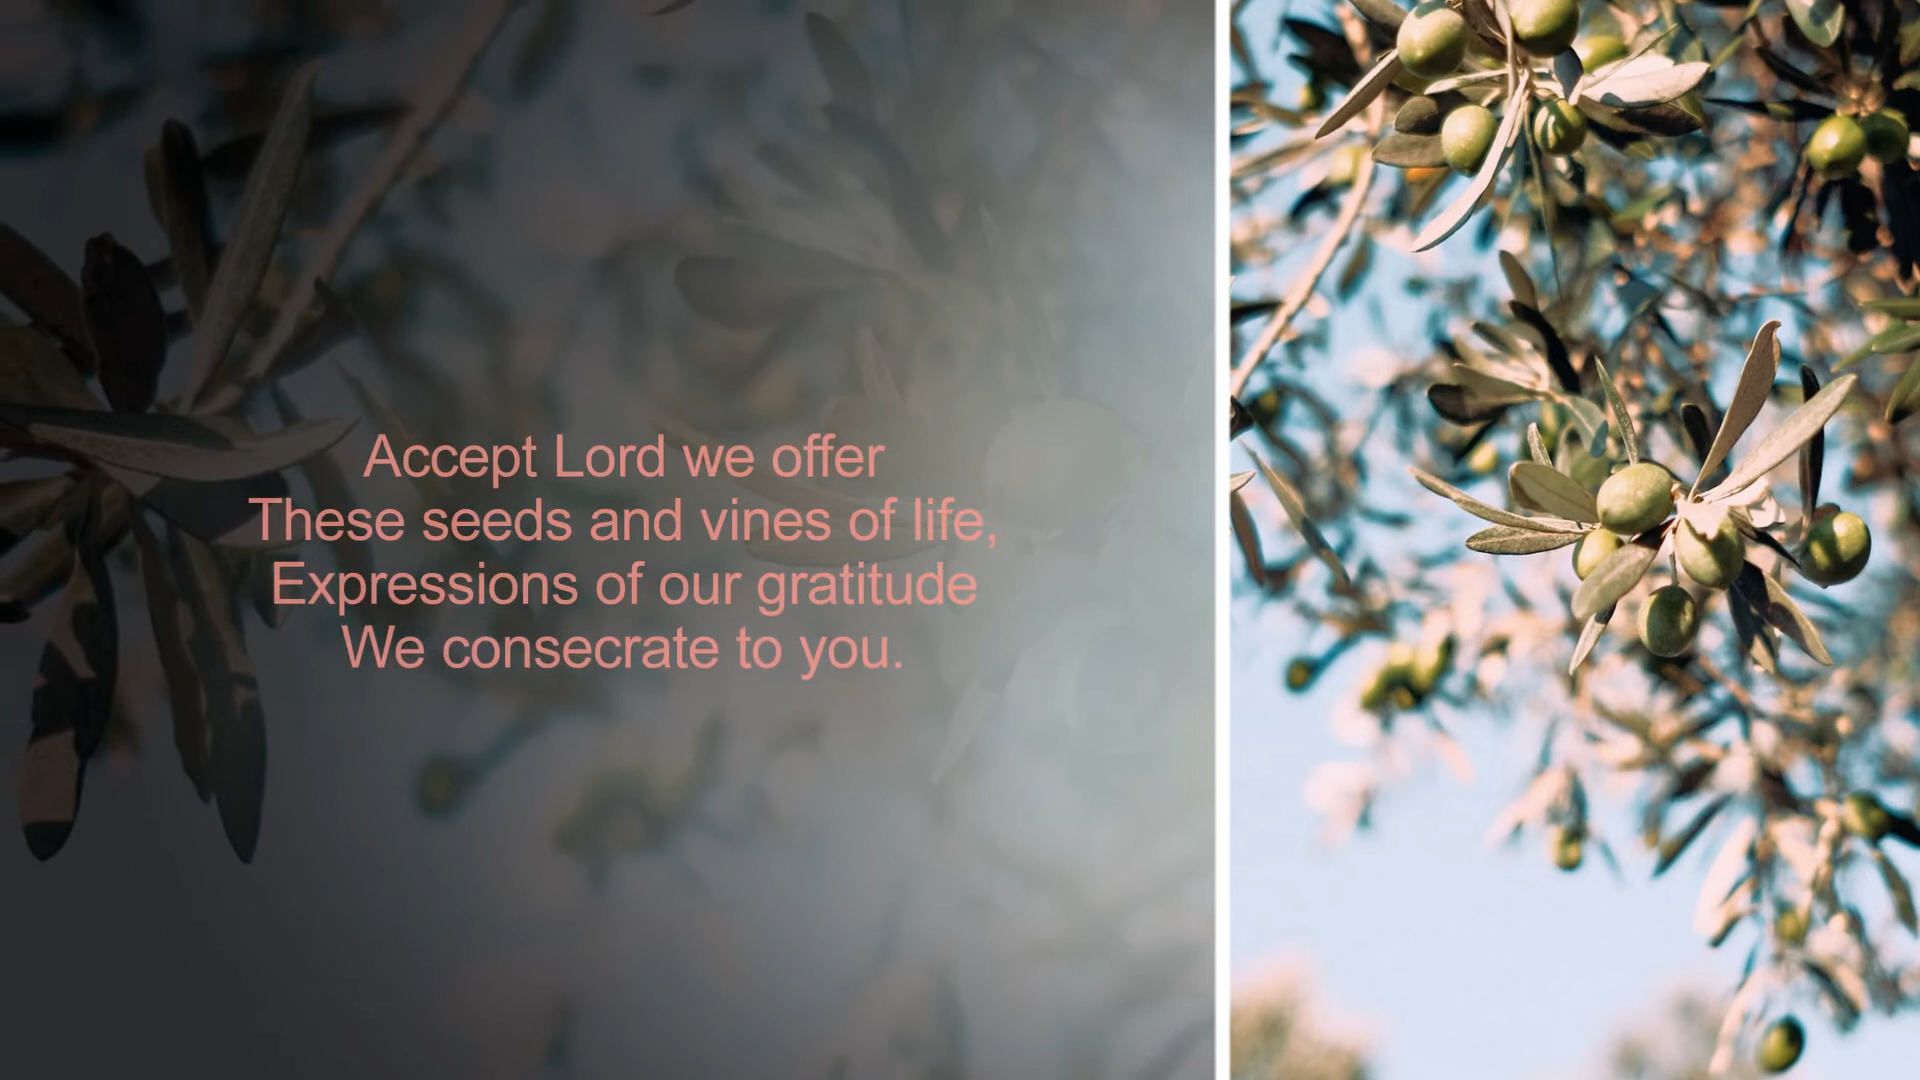 Accept Lord we offer
These seeds and vines of life,
Expressions of our gratitude
We consecrate to you.